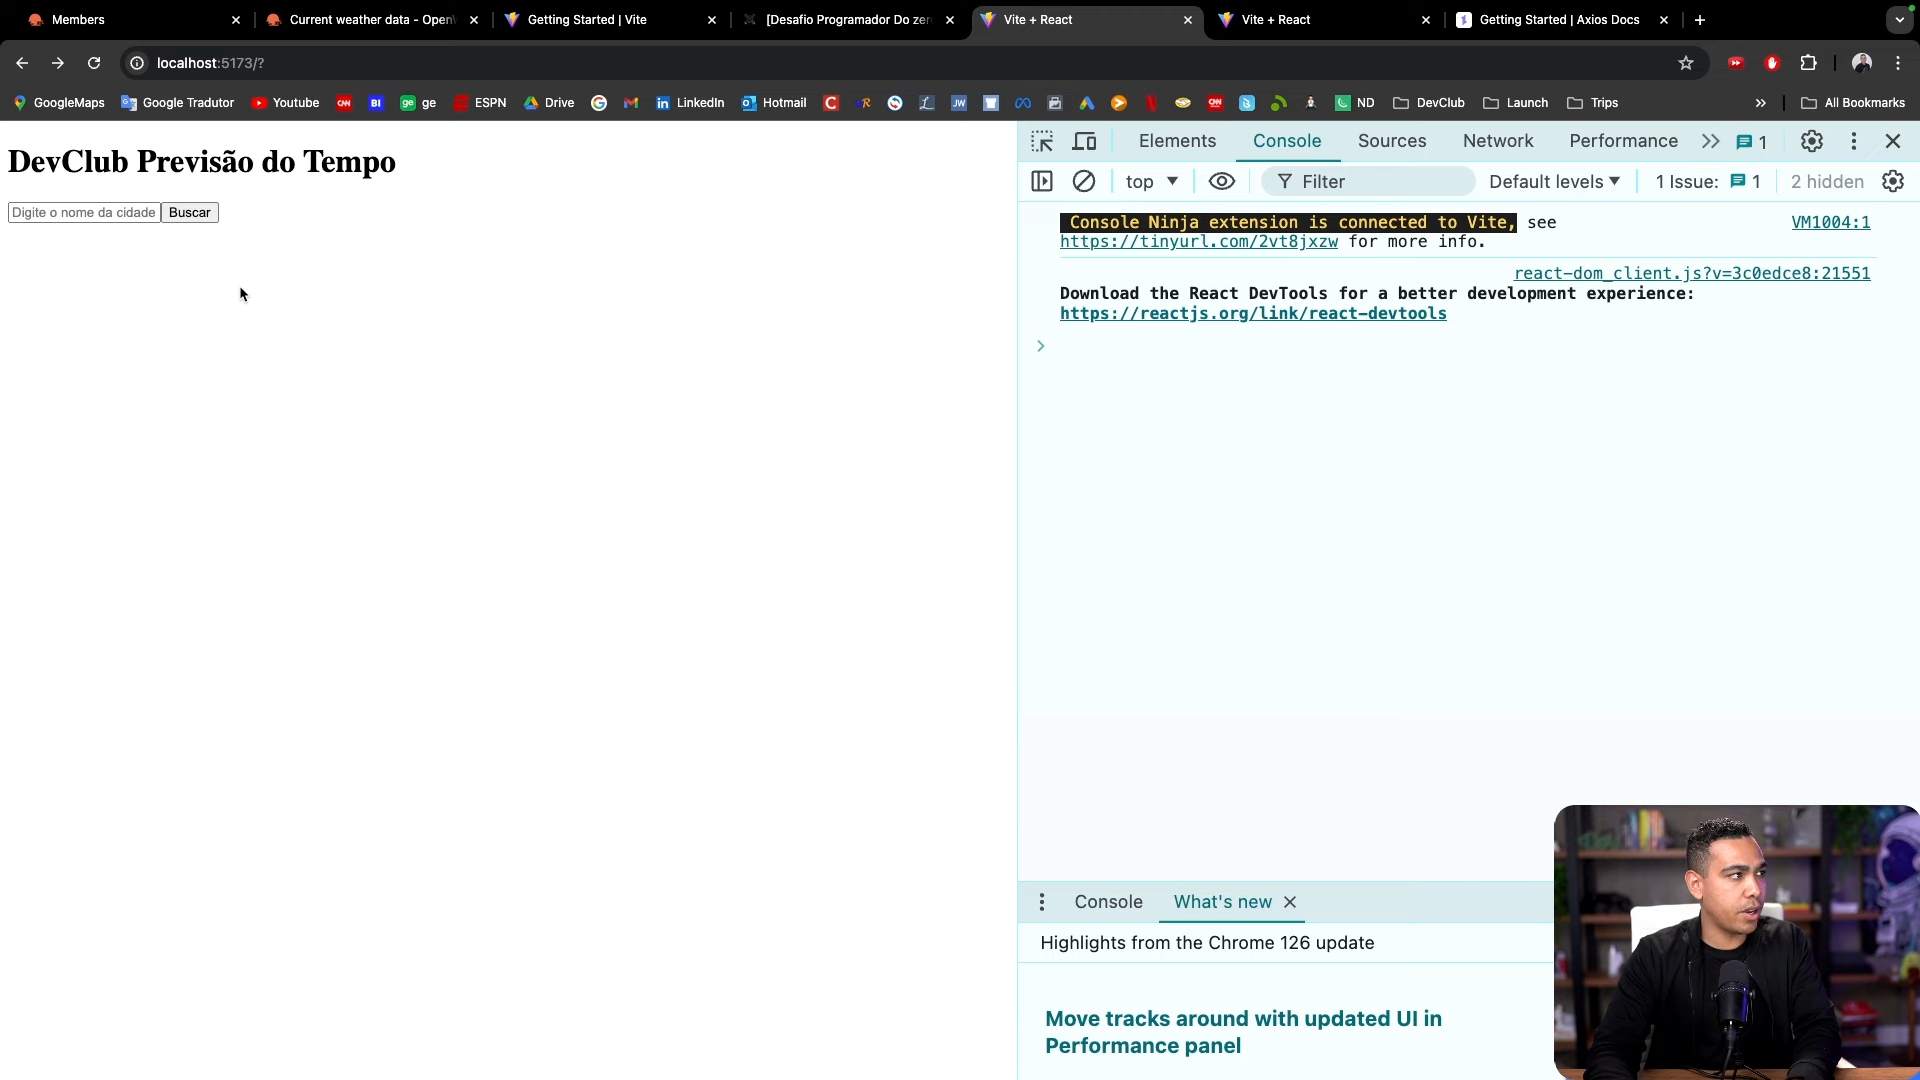 Members
Current weather data - OpenW
Getting Started | Vite
[Desafio Programador Do zer
Vite + React
Vite + React
Getting Started | Axios Docs
localhost:5173/?
GoogleMaps
Google Tradutor
Youtube
CNN
BI
ge ge
ESPN
Drive
LinkedIn
Hotmail
JW
CNN
ND
DevClub
Launch
Trips
All Bookmarks
DevClub Previsão do Tempo
Digite o nome da cidade
Buscar
Elements
Console
Sources
Network
Performance
1
top
Filter
Default levels
1 Issue: 1
2 hidden
Console Ninja extension is connected to Vite, see
VM1004:1
https://tinyurl.com/2vt8jxzw for more info.
react-dom_client.js?v=3c0edce8:21551
Download the React DevTools for a better development experience:
https://reactjs.org/link/react-devtools
Console
What's new
Highlights from the Chrome 126 update
Move tracks around with updated UI in
Performance panel